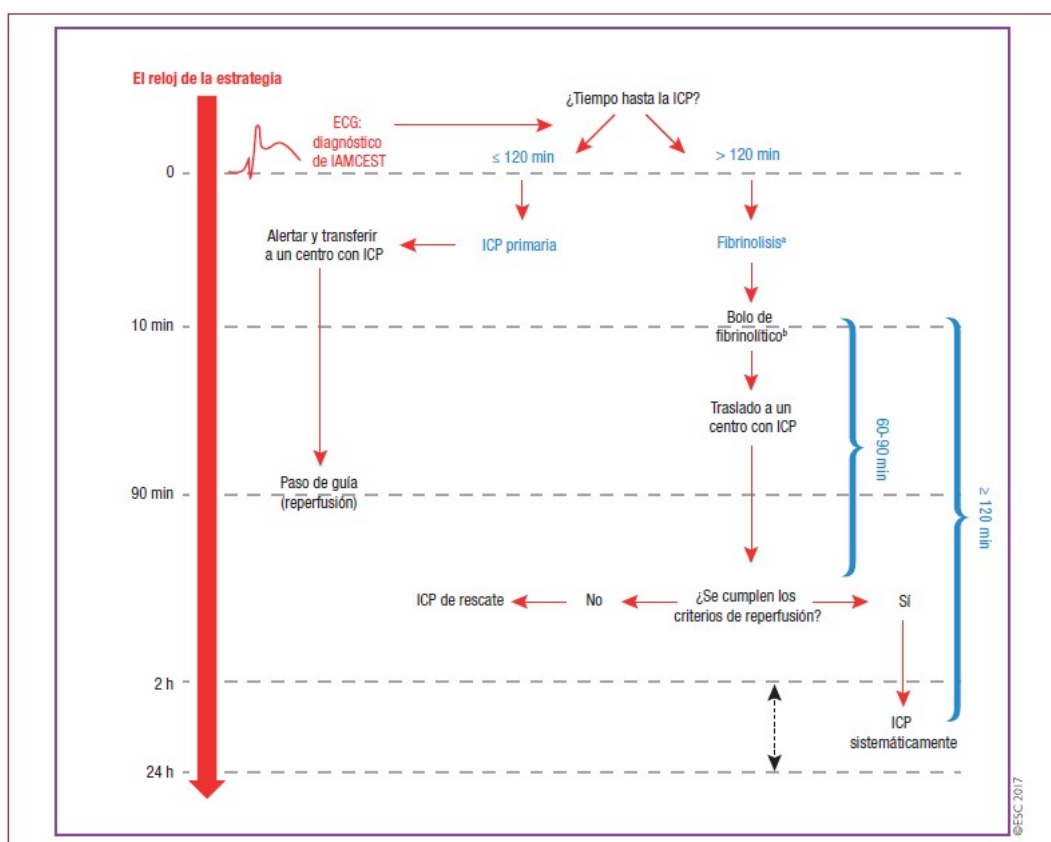 El reloj de la estrategia
¿Tiempo hasta la ICP?
ECG:
diagnóstico
de IAMCEST
≤ 120 min
> 120 min
0
Alertar y transferir
a un centro con ICP
ICP primaria
Fibrinolisisᵃ
10 min
Bolo de
fibrinolíticoᵇ
Traslado a un
centro con ICP
60-90 min
≥ 120 min
90 min
Paso de guía
(reperfusión)
ICP de rescate
No
¿Se cumplen los
criterios de reperfusión?
Sí
2 h
ICP
sistemáticamente
24 h
©ESC 2017